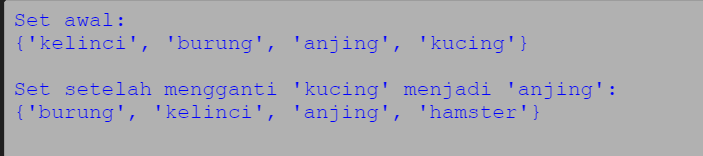 Set awal:
{'kelinci', 'burung', 'anjing', 'kucing'}
Set setelah mengganti 'kucing' menjadi 'anjing':
{'burung', 'kelinci', 'anjing', 'hamster'}